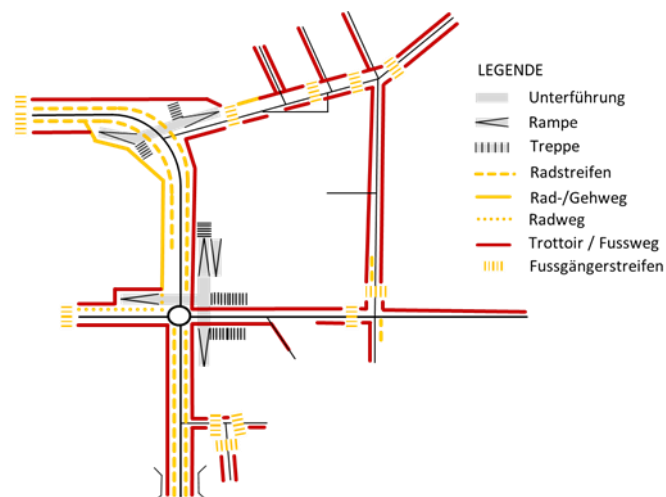 LEGENDE
Unterführung
Rampe
Treppe
Radstreifen
Rad-/Gehweg
Radweg
Trottoir / Fussweg
Fussgängerstreifen